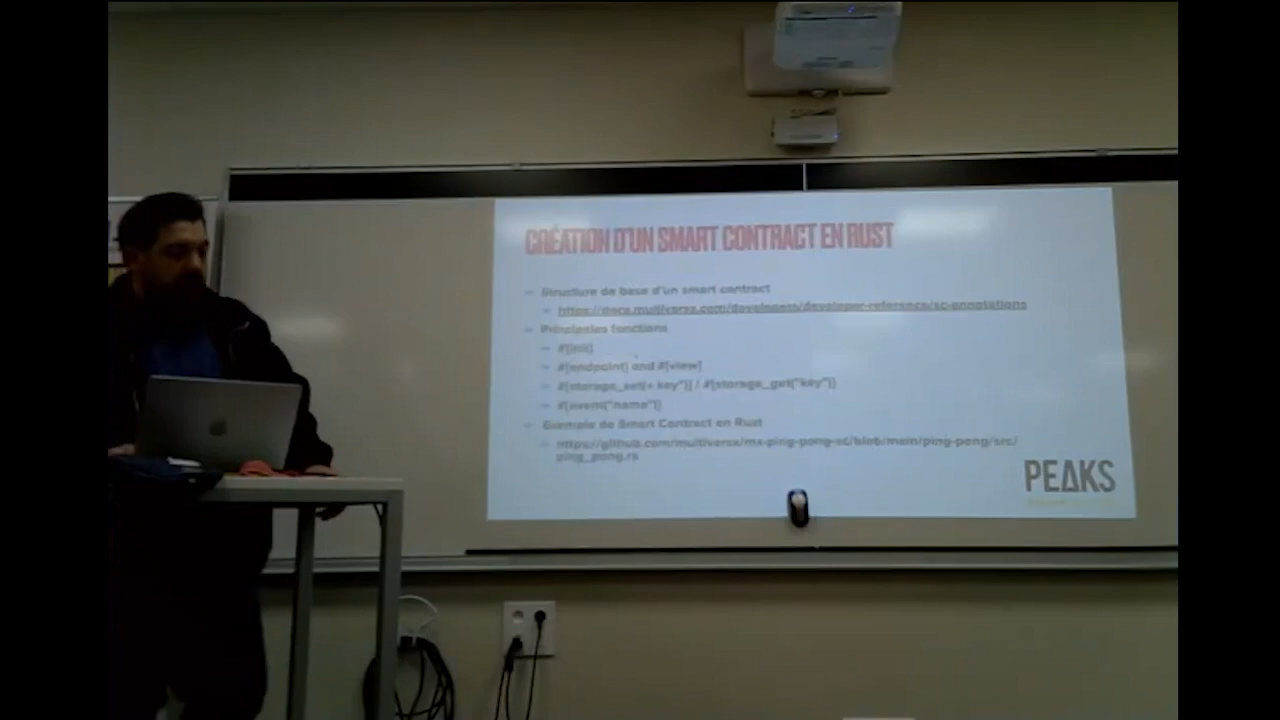 CRÉATION D'UN SMART CONTRACT EN RUST
– Structure de base d'un smart contract
– https://docs.multiversx.com/developers/developer-reference/sc-annotations
– Principales functions
– #[init]
– #[endpoint] and #[view]
– #[storage_set("key")] / #[storage_get("key")]
– #[event("name")]
– Exemple de Smart Contract en Rust
– https://github.com/multiversx/mx-ping-pong-sc/blob/main/ping-pong/src/
ping_pong.rs
PEAKS